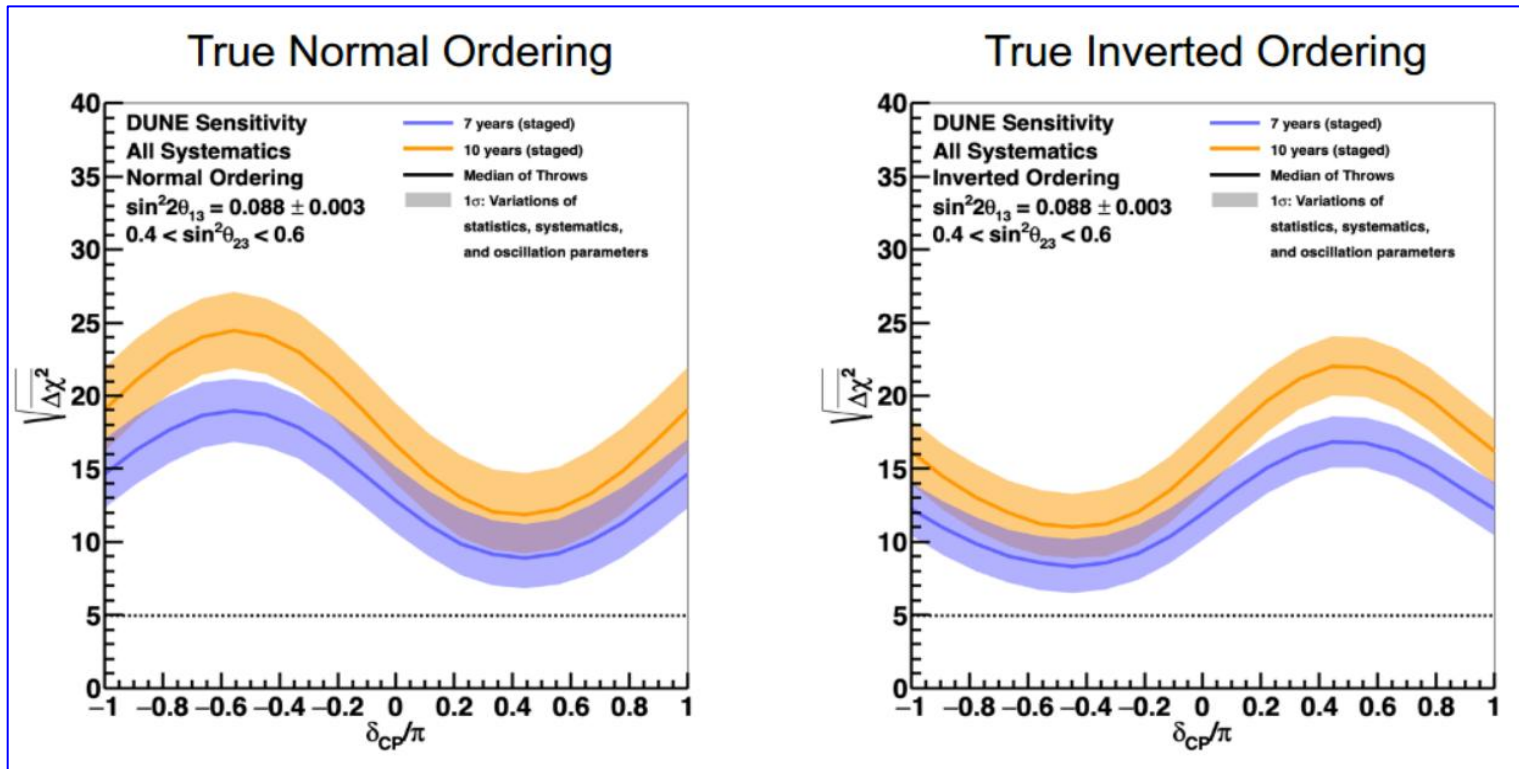 True Normal Ordering
40
35
30
25
20
15
10
5
0
√Δχ²
DUNE Sensitivity
All Systematics
Normal Ordering
sin²2θ₁₃ = 0.088 ± 0.003
0.4 < sin²θ₂₃ < 0.6
7 years (staged)
10 years (staged)
Median of Throws
1σ: Variations of
statistics, systematics,
and oscillation parameters
−1 −0.8 −0.6 −0.4 −0.2 0 0.2 0.4 0.6 0.8 1
δCP/π
True Inverted Ordering
40
35
30
25
20
15
10
5
0
√Δχ²
DUNE Sensitivity
All Systematics
Inverted Ordering
sin²2θ₁₃ = 0.088 ± 0.003
0.4 < sin²θ₂₃ < 0.6
7 years (staged)
10 years (staged)
Median of Throws
1σ: Variations of
statistics, systematics,
and oscillation parameters
−1 −0.8 −0.6 −0.4 −0.2 0 0.2 0.4 0.6 0.8 1
δCP/π